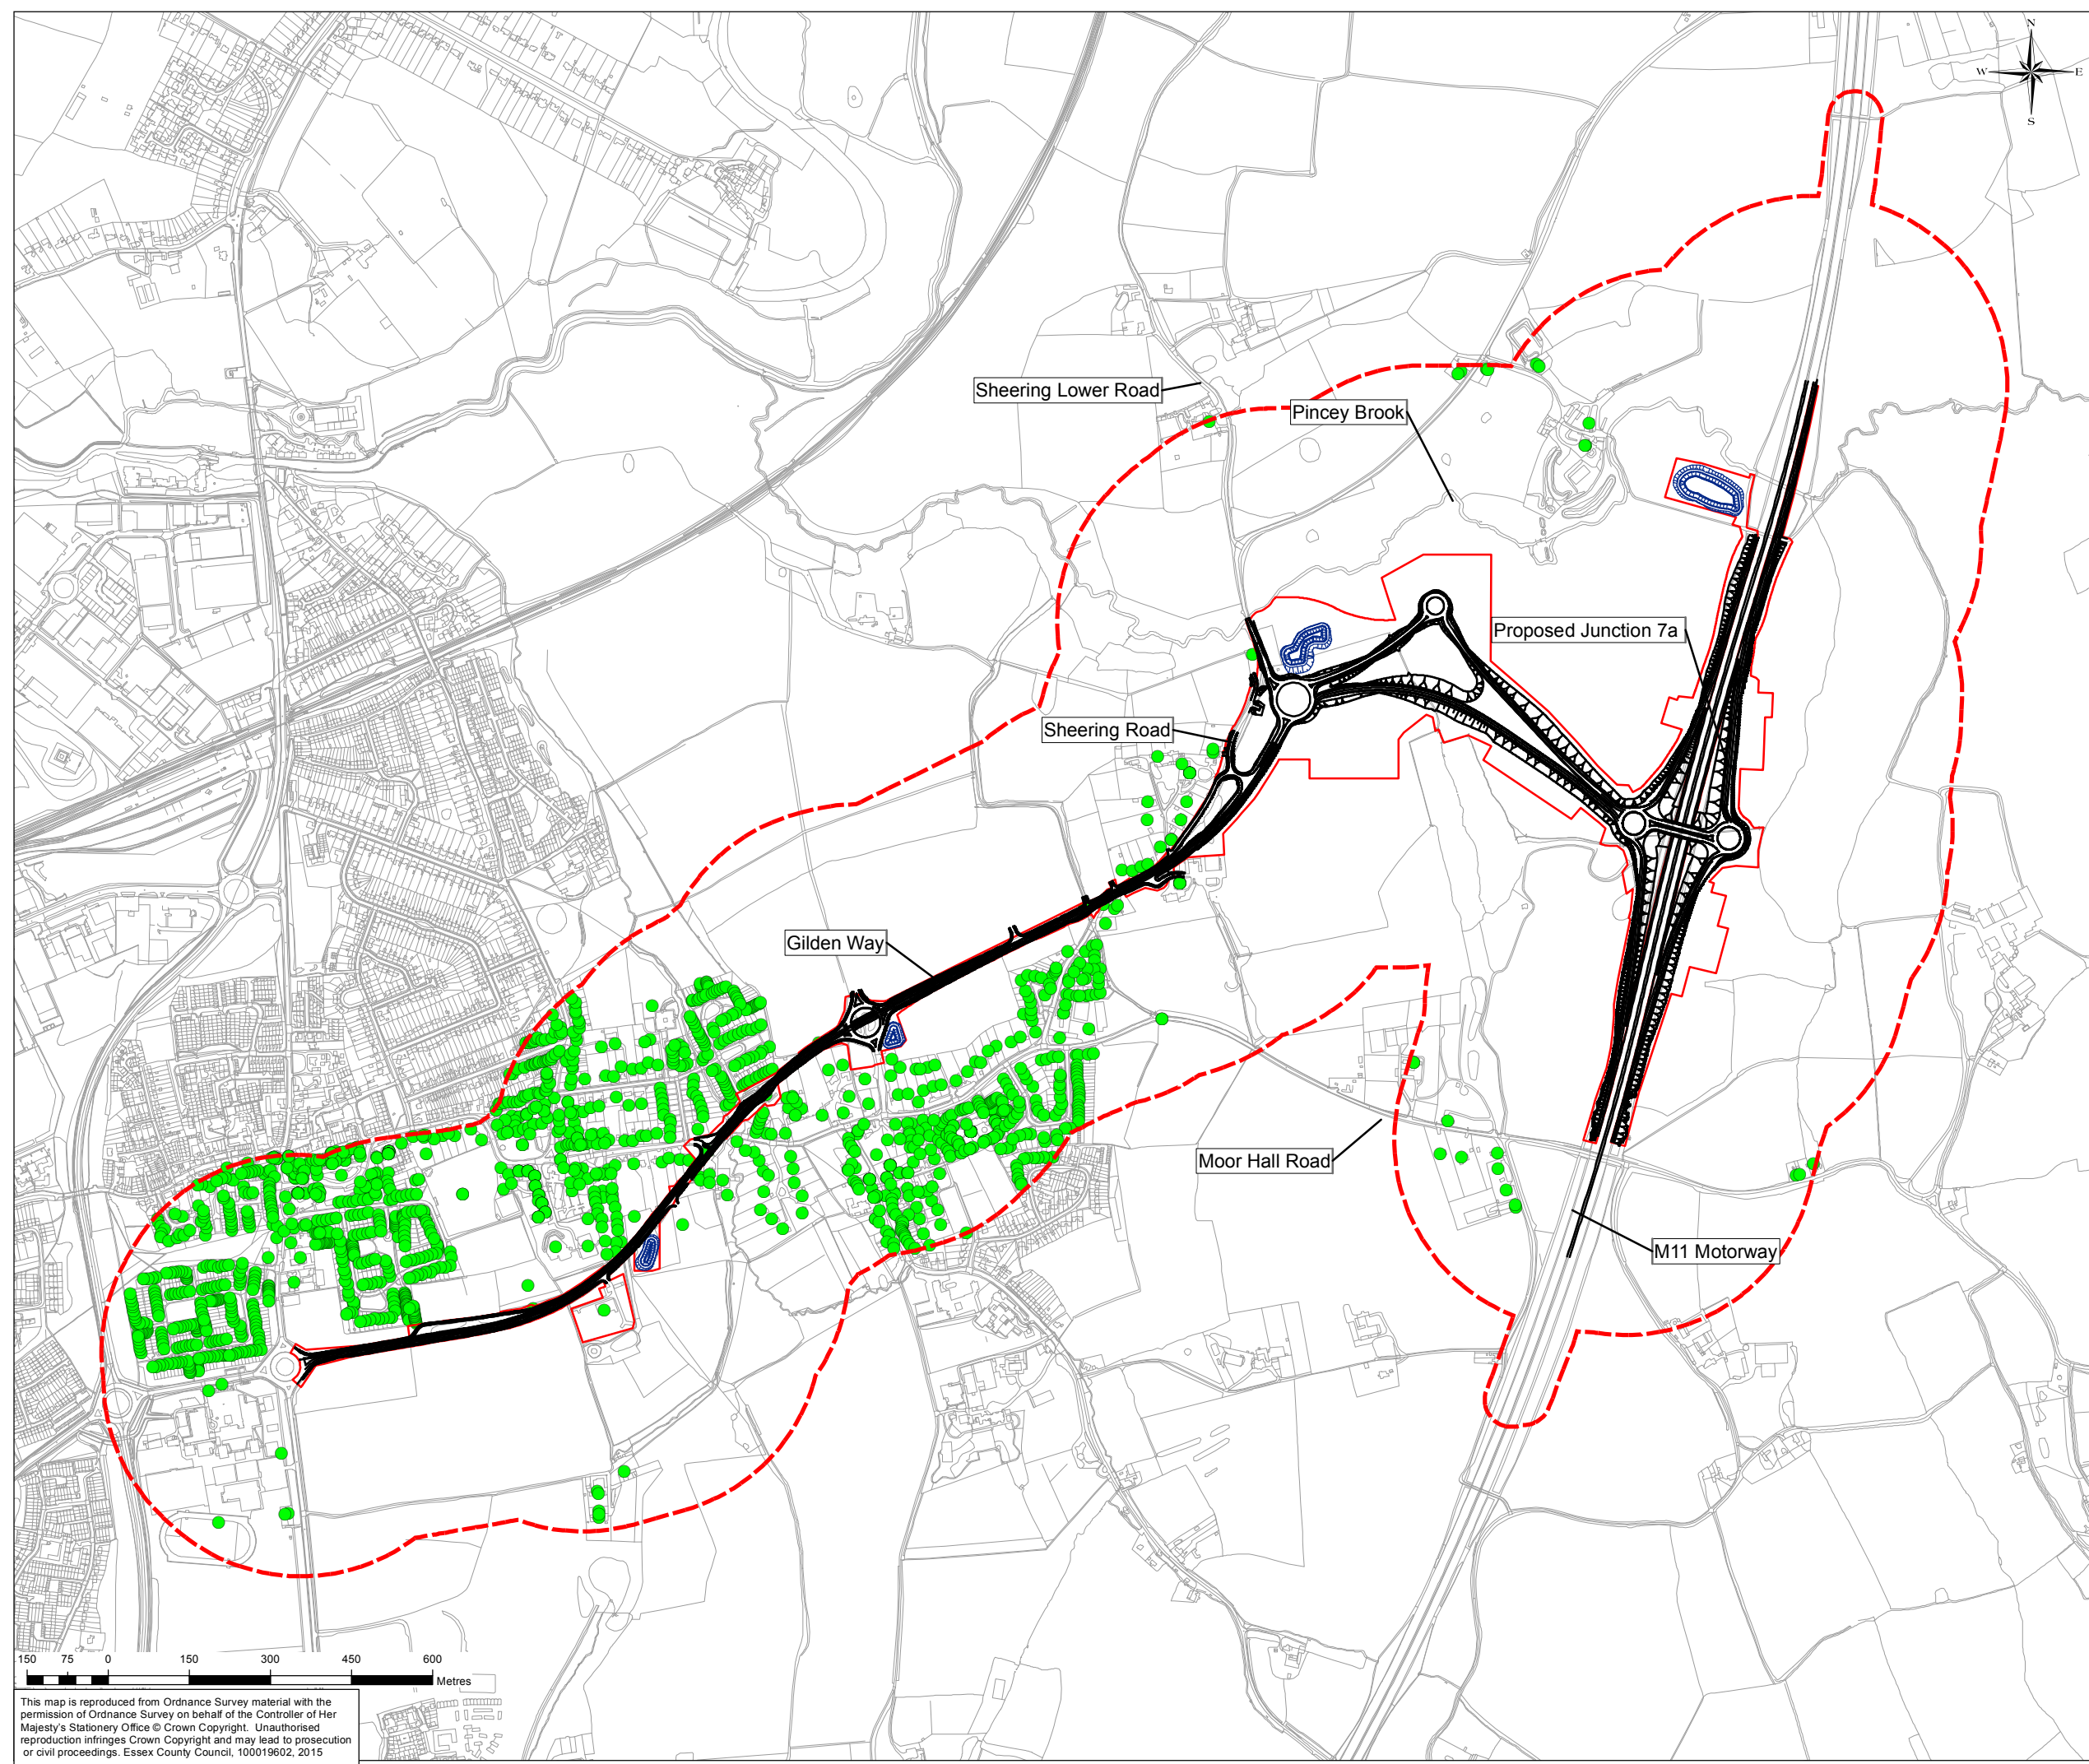 N
W
E
S
Sheering Lower Road
Pincey Brook
Proposed Junction 7a
Sheering Road
Gilden Way
Moor Hall Road
M11 Motorway
150 75 0 150 300 450 600
Metres
This map is reproduced from Ordnance Survey material with the
permission of Ordnance Survey on behalf of the Controller of Her
Majesty's Stationery Office © Crown Copyright. Unauthorised
reproduction infringes Crown Copyright and may lead to prosecution
or civil proceedings. Essex County Council, 100019602, 2015